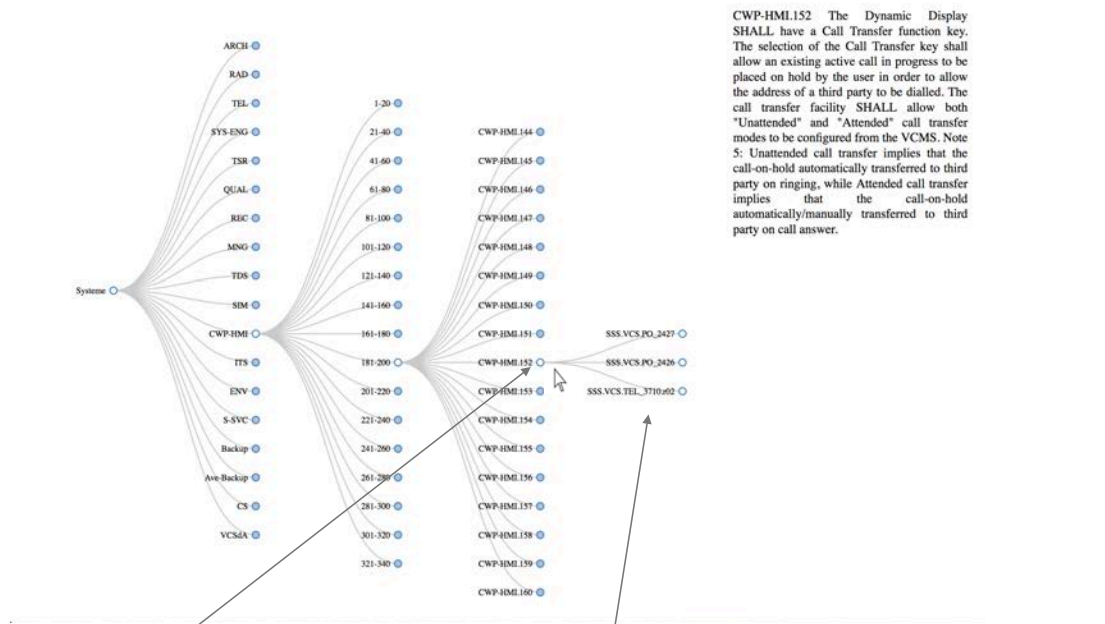 CWP-HMI.152 The Dynamic Display
SHALL have a Call Transfer function key.
The selection of the Call Transfer key shall
allow an existing active call in progress to be
placed on hold by the user in order to allow
the address of a third party to be dialled. The
call transfer facility SHALL allow both
"Unattended" and "Attended" call transfer
modes to be configured from the VCMS. Note
5: Unattended call transfer implies that the
call-on-hold automatically transferred to third
party on ringing, while Attended call transfer
implies that the call-on-hold
automatically/manually transferred to third
party on call answer.
Systeme
ARCH
RAD
TEL
SYS-ENG
TSR
QUAL
REC
MNG
TDS
SIM
CWP-HMI
ITS
ENV
S-SVC
Backup
Ave-Backup
CS
VCSdA
1-20
21-40
41-60
61-80
81-100
101-120
121-140
141-160
161-180
181-200
201-220
221-240
241-260
261-280
281-300
301-320
321-340
CWP-HMI.144
CWP-HMI.145
CWP-HMI.146
CWP-HMI.147
CWP-HMI.148
CWP-HMI.149
CWP-HMI.150
CWP-HMI.151
CWP-HMI.152
CWP-HMI.153
CWP-HMI.154
CWP-HMI.155
CWP-HMI.156
CWP-HMI.157
CWP-HMI.158
CWP-HMI.159
CWP-HMI.160
SSS.VCS.PO_2427
SSS.VCS.PO_2426